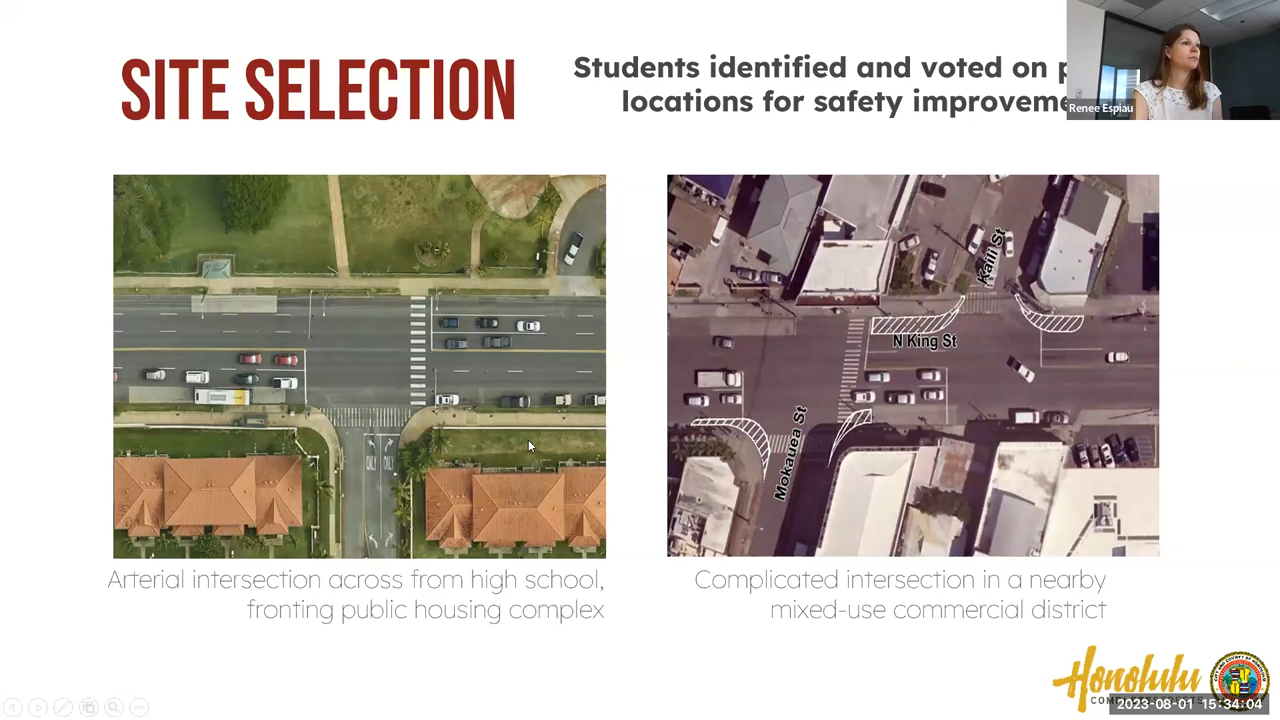 SITE SELECTION
Students identified and voted on p
locations for safety improveme
Renee Espiau
Kaili St
N King St
Mokauea St
ONLY ONLY
Arterial intersection across from high school,
fronting public housing complex
Complicated intersection in a nearby
mixed-use commercial district
Honolulu
2023-08-01 15:34:04